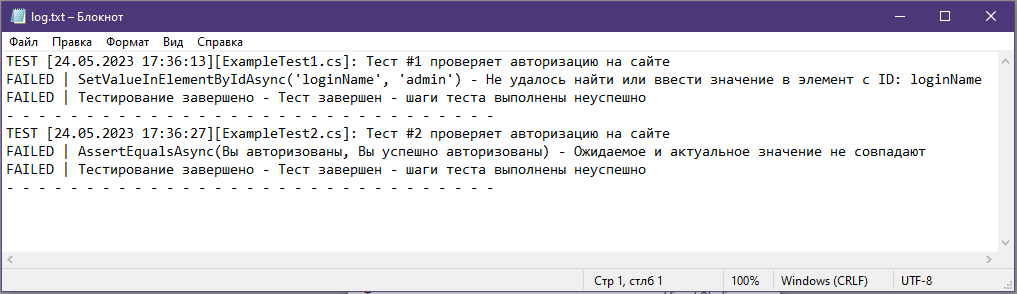 log.txt – Блокнот
Файл Правка Формат Вид Справка
TEST [24.05.2023 17:36:13][ExampleTest1.cs]: Тест #1 проверяет авторизацию на сайте
FAILED | SetValueInElementByIdAsync('loginName', 'admin') - Не удалось найти или ввести значение в элемент с ID: loginName
FAILED | Тестирование завершено - Тест завершен - шаги теста выполнены неуспешно
- - - - - - - - - - - - - - - - - - - - - - - - - - - - - - -
TEST [24.05.2023 17:36:27][ExampleTest2.cs]: Тест #2 проверяет авторизацию на сайте
FAILED | AssertEqualsAsync(Вы авторизованы, Вы успешно авторизованы) - Ожидаемое и актуальное значение не совпадают
FAILED | Тестирование завершено - Тест завершен - шаги теста выполнены неуспешно
- - - - - - - - - - - - - - - - - - - - - - - - - - - - - - -
Стр 1, стлб 1 100% Windows (CRLF) UTF-8